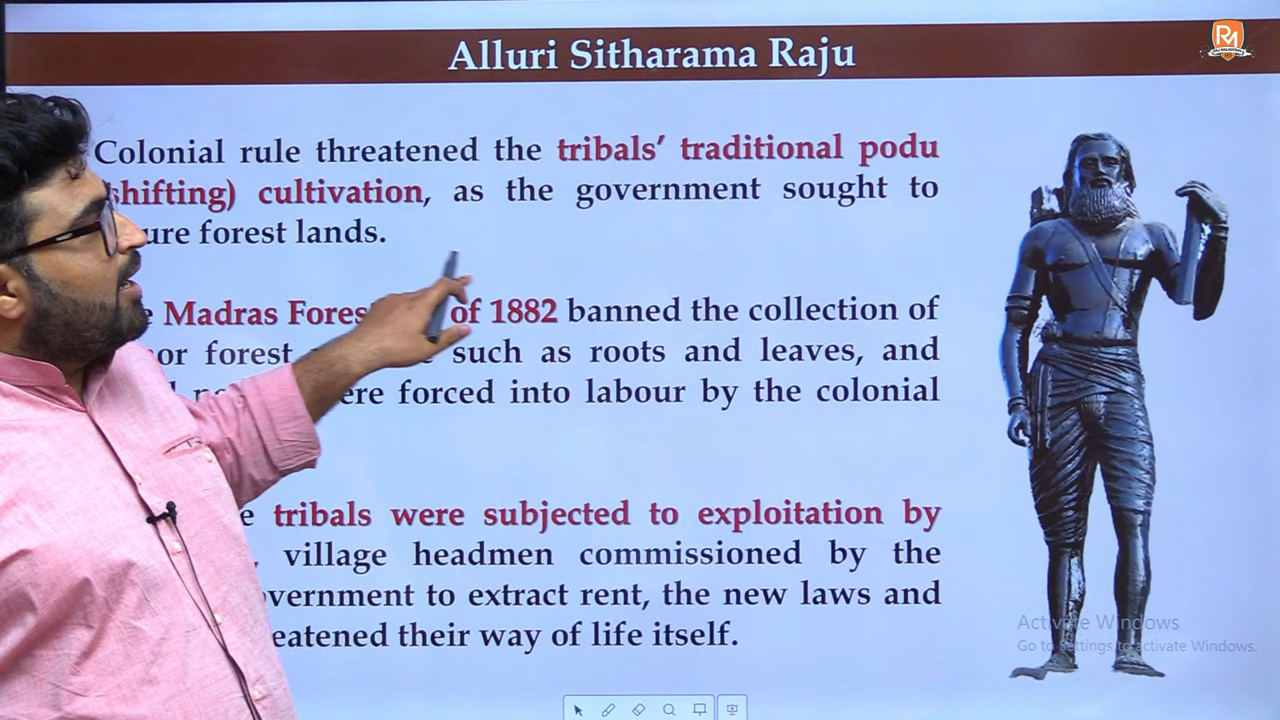 Alluri Sitharama Raju
RM
Colonial rule threatened the tribals’ traditional podu
shifting) cultivation, as the government sought to
ure forest lands.
Madras Fores of 1882 banned the collection of
or forest such as roots and leaves, and
ere forced into labour by the colonial
e tribals were subjected to exploitation by
village headmen commissioned by the
vernment to extract rent, the new laws and
eatened their way of life itself.
Activate Windows
Go to Settings to activate Windows.